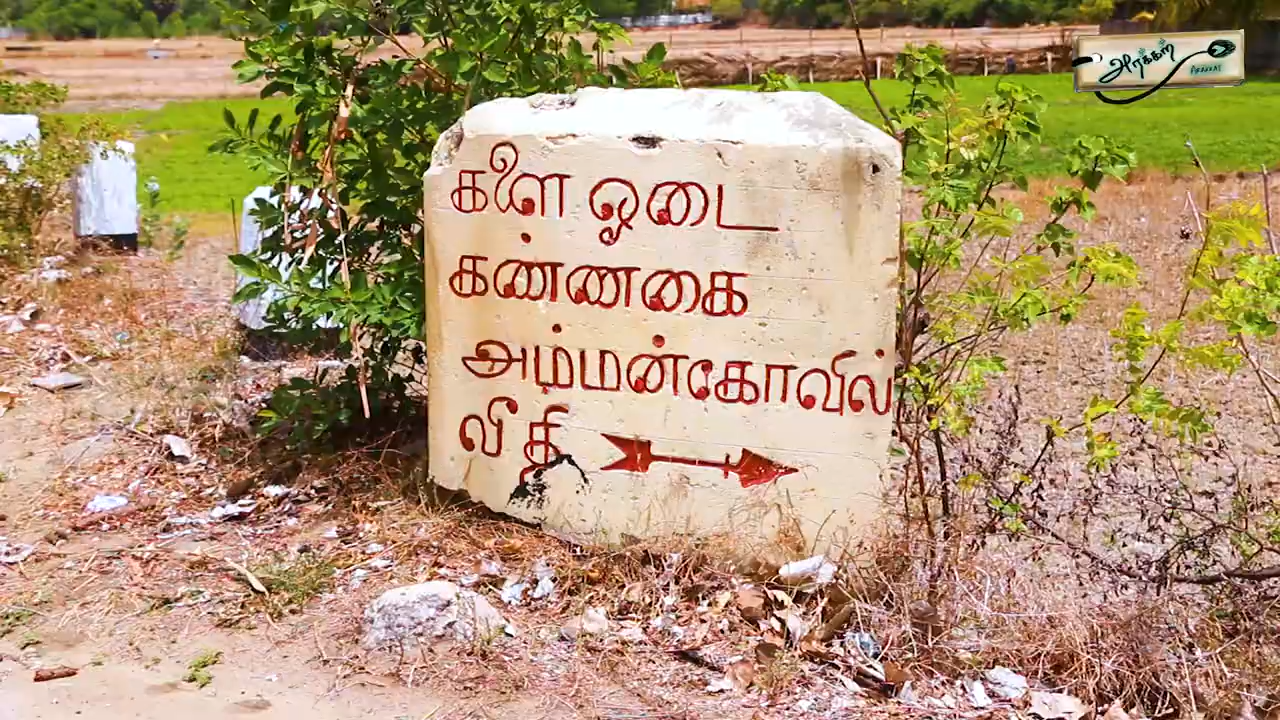 களை ஓடை
கண்ணகை
அம்மன்கோவில்
வீதி